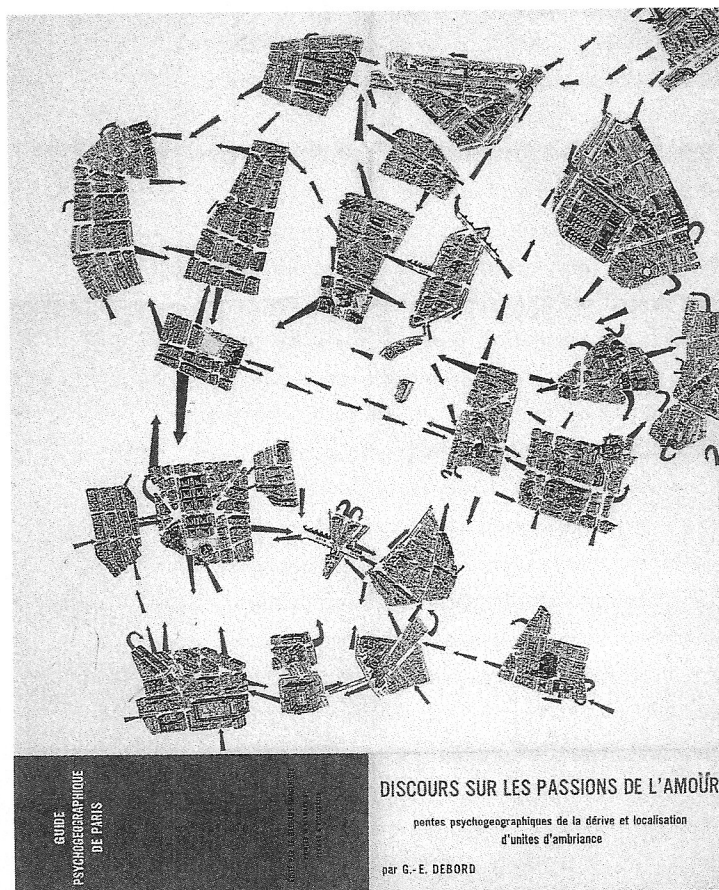 GUIDE
PSYCHOGEOGRAPHIQUE
DE PARIS
DISCOURS SUR LES PASSIONS DE L'AMOUR
pentes psychogeographiques de la dérive et localisation
d'unites d'ambriance
par G.-E. DEBORD